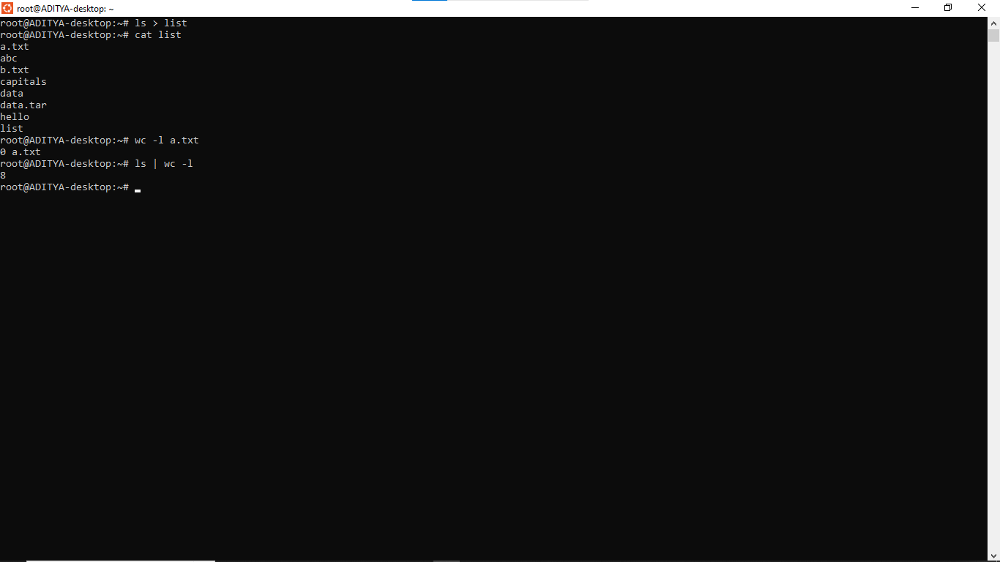 root@ADITYA-desktop: ~
root@ADITYA-desktop:~# ls > list
root@ADITYA-desktop:~# cat list
a.txt
abc
b.txt
capitals
data
data.tar
hello
list
root@ADITYA-desktop:~# wc -l a.txt
0 a.txt
root@ADITYA-desktop:~# ls | wc -l
8
root@ADITYA-desktop:~#